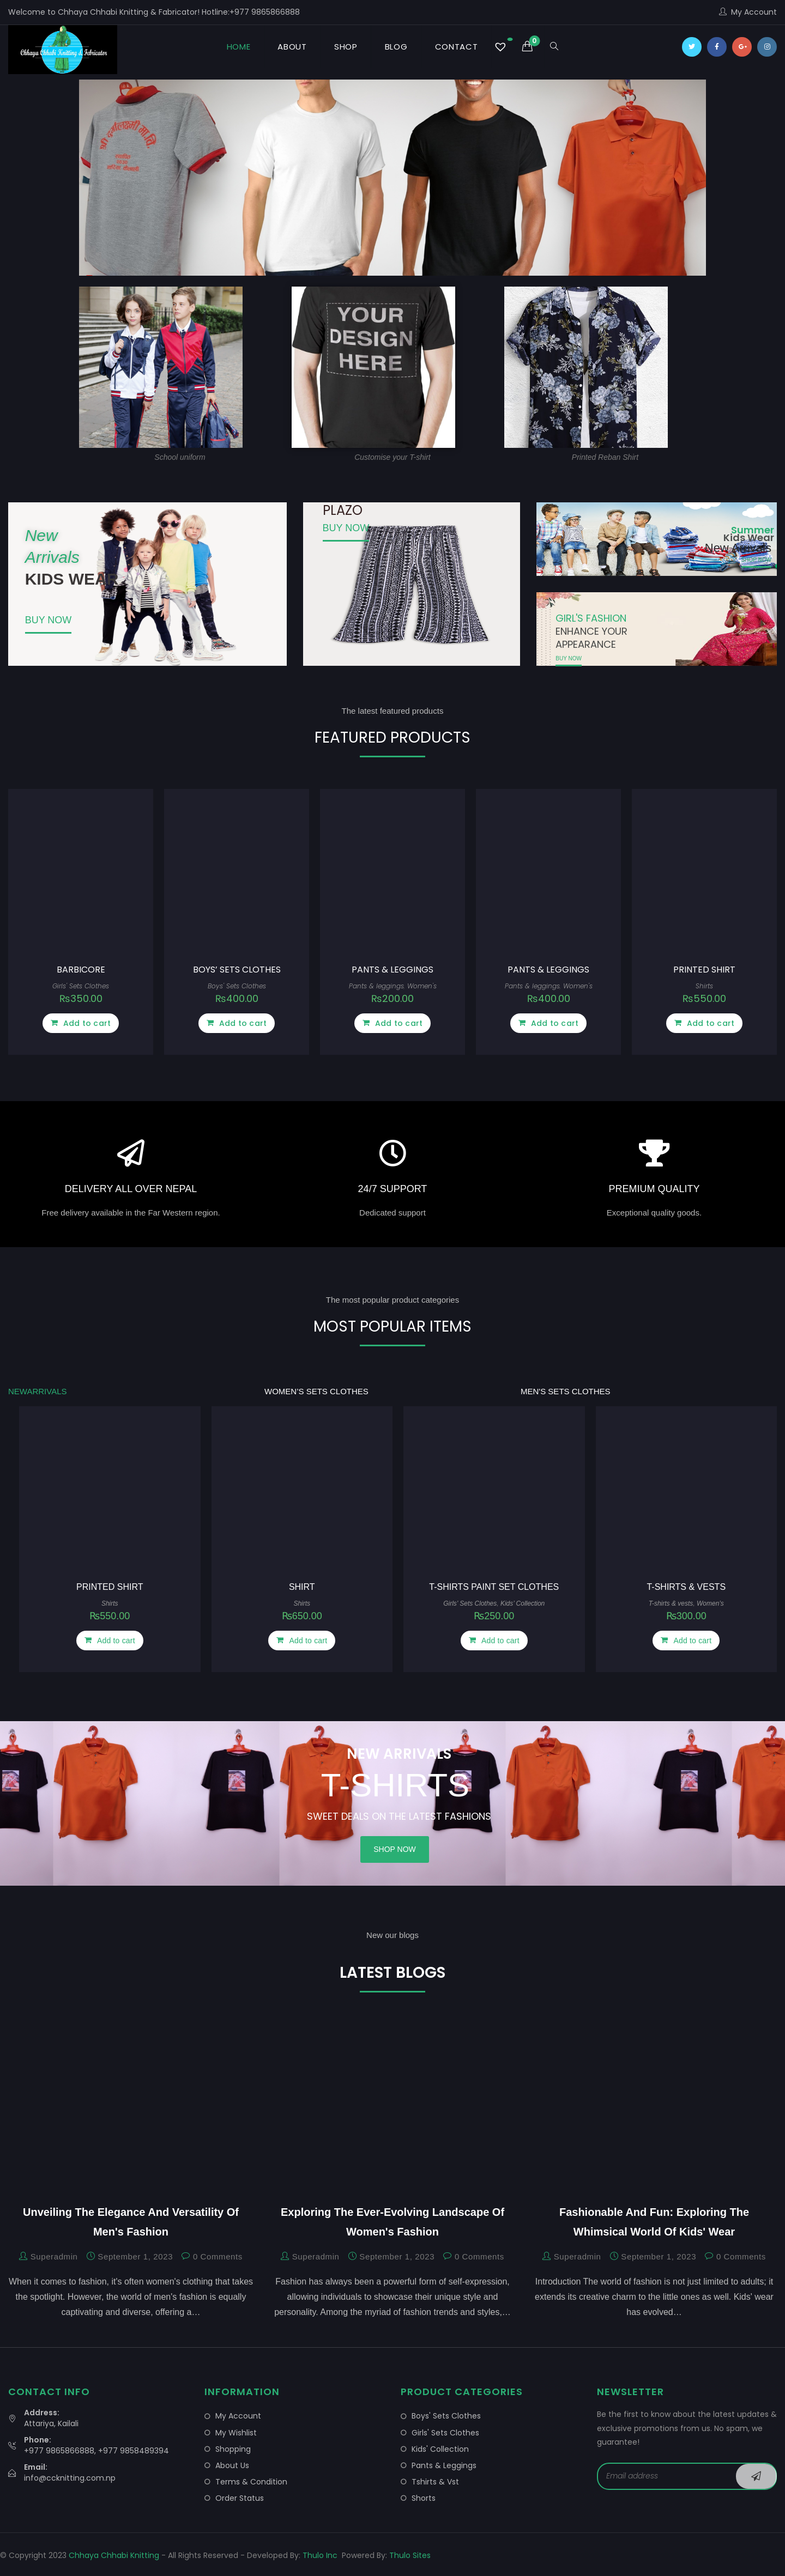 Welcome to Chhaya Chhabi Knitting & Fabricator! Hotline:+977 9865866888
My Account
Chhaya Chhabi Knitting & Fabricator
HOME
ABOUT
SHOP
BLOG
CONTACT
0
YOUR
DESIGN
HERE
School uniform
Customise your T-shirt
Printed Reban Shirt
New
Arrivals
KIDS WEAR
BUY NOW
PLAZO
BUY NOW
Summer
Kids Wear
New Arrivals
GIRL'S FASHION
ENHANCE YOUR
APPEARANCE
BUY NOW
The latest featured products
FEATURED PRODUCTS
BARBICORE
Girls' Sets Clothes
₨350.00
Add to cart
BOYS' SETS CLOTHES
Boys' Sets Clothes
₨400.00
Add to cart
PANTS & LEGGINGS
Pants & leggings, Women's
₨200.00
Add to cart
PANTS & LEGGINGS
Pants & leggings, Women's
₨400.00
Add to cart
PRINTED SHIRT
Shirts
₨550.00
Add to cart
DELIVERY ALL OVER NEPAL
Free delivery available in the Far Western region.
24/7 SUPPORT
Dedicated support
PREMIUM QUALITY
Exceptional quality goods.
The most popular product categories
MOST POPULAR ITEMS
NEWARRIVALS
WOMEN'S SETS CLOTHES
MEN'S SETS CLOTHES
PRINTED SHIRT
Shirts
₨550.00
Add to cart
SHIRT
Shirts
₨650.00
Add to cart
T-SHIRTS PAINT SET CLOTHES
Girls' Sets Clothes, Kids' Collection
₨250.00
Add to cart
T-SHIRTS & VESTS
T-shirts & vests, Women's
₨300.00
Add to cart
NEW ARRIVALS
T-SHIRTS
SWEET DEALS ON THE LATEST FASHIONS
SHOP NOW
New our blogs
LATEST BLOGS
Unveiling The Elegance And Versatility Of
Men's Fashion
Superadmin September 1, 2023 0 Comments
When it comes to fashion, it's often women's clothing that takes
the spotlight. However, the world of men's fashion is equally
captivating and diverse, offering a…
Exploring The Ever-Evolving Landscape Of
Women's Fashion
Superadmin September 1, 2023 0 Comments
Fashion has always been a powerful form of self-expression,
allowing individuals to showcase their unique style and
personality. Among the myriad of fashion trends and styles,…
Fashionable And Fun: Exploring The
Whimsical World Of Kids' Wear
Superadmin September 1, 2023 0 Comments
Introduction The world of fashion is not just limited to adults; it
extends its creative charm to the little ones as well. Kids' wear
has evolved…
CONTACT INFO
Address:
Attariya, Kailali
Phone:
+977 9865866888, +977 9858489394
Email:
info@ccknitting.com.np
INFORMATION
My Account
My Wishlist
Shopping
About Us
Terms & Condition
Order Status
PRODUCT CATEGORIES
Boys' Sets Clothes
Girls' Sets Clothes
Kids' Collection
Pants & Leggings
Tshirts & Vst
Shorts
NEWSLETTER
Be the first to know about the latest updates &
exclusive promotions from us. No spam, we
guarantee!
Email address
© Copyright 2023 Chhaya Chhabi Knitting - All Rights Reserved - Developed By: Thulo Inc Powered By: Thulo Sites